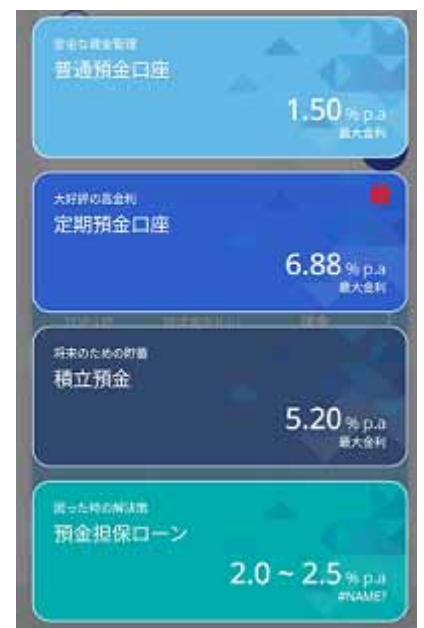 安全な資金管理
普通預金口座
1.50 % p.a
最大金利
大好評の高金利
定期預金口座
6.88 % p.a
最大金利
将来のための貯蓄
積立預金
5.20 % p.a
最大金利
困った時の解決策
預金担保ローン
2.0 ~ 2.5 % p.a
#NAME?